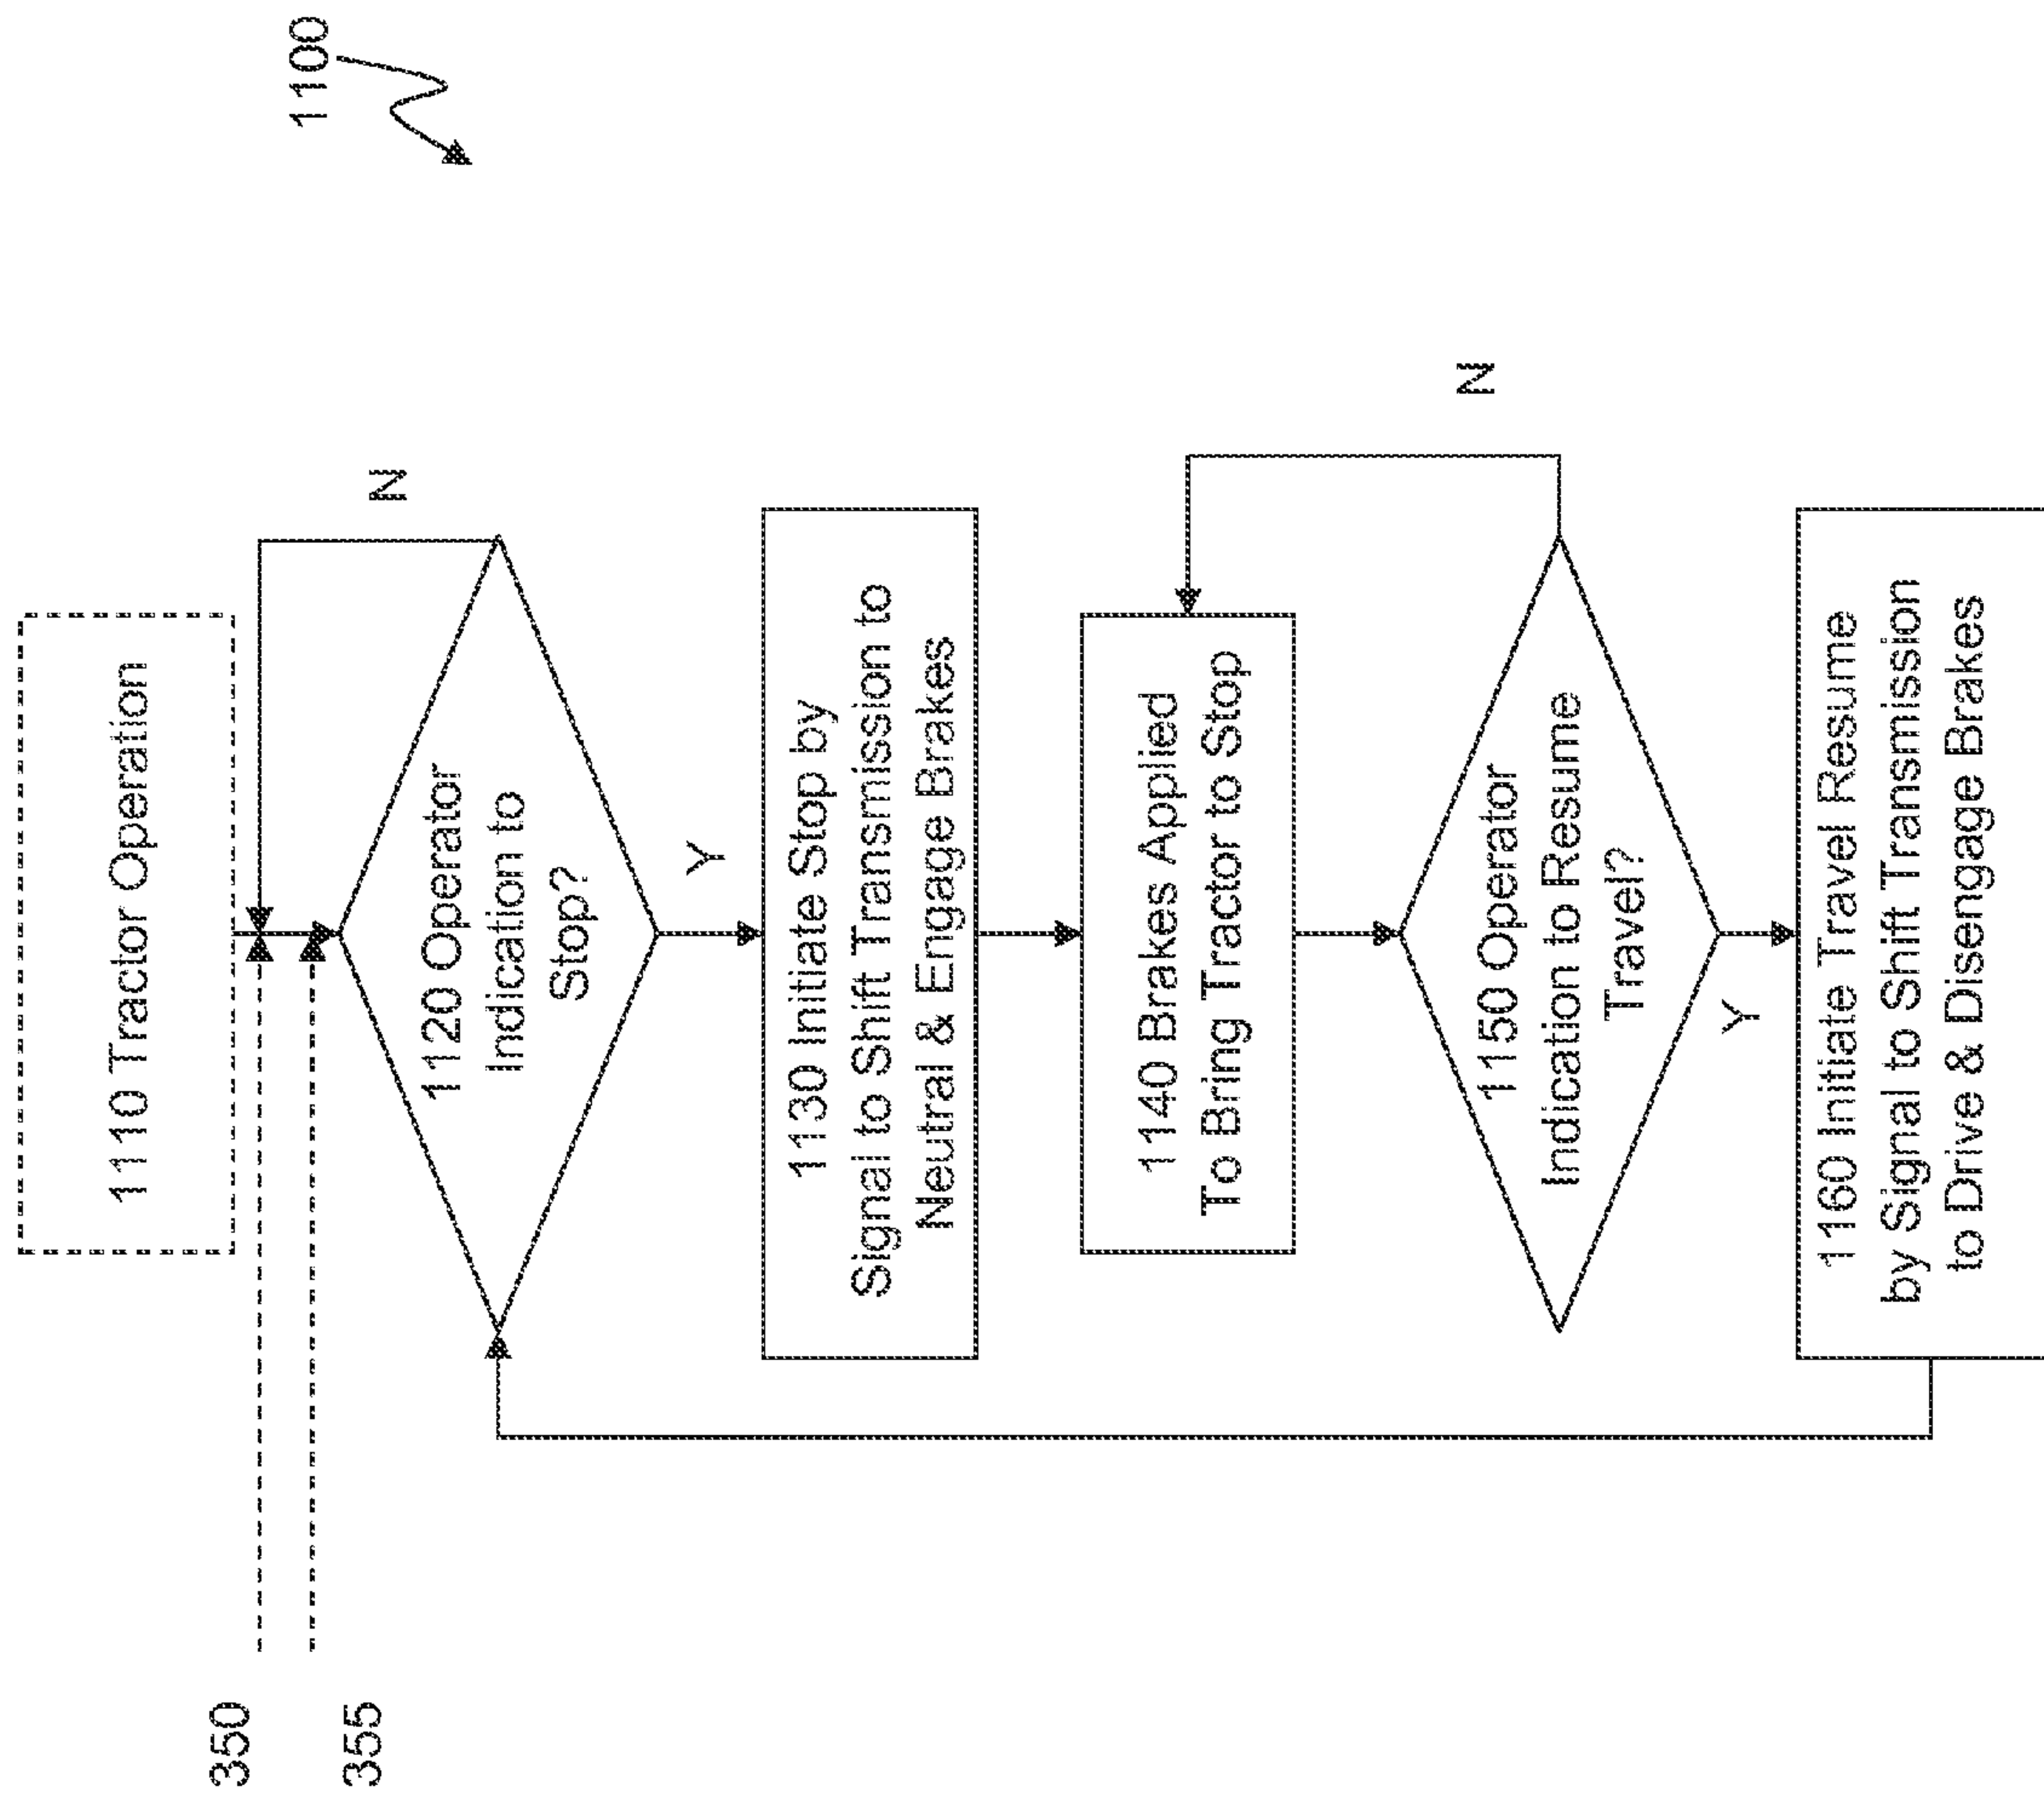 1100
1110 Tractor Operation
350
355
1120 Operator
Indication to
Stop?
N
Y
1130 Initiate Stop by
Signal to Shift Transmission to
Neutral & Engage Brakes
1140 Brakes Applied
To Bring Tractor to Stop
1150 Operator
Indication to Resume
Travel?
N
Y
1160 Initiate Travel Resume
by Signal to Shift Transmission
to Drive & Disengage Brakes